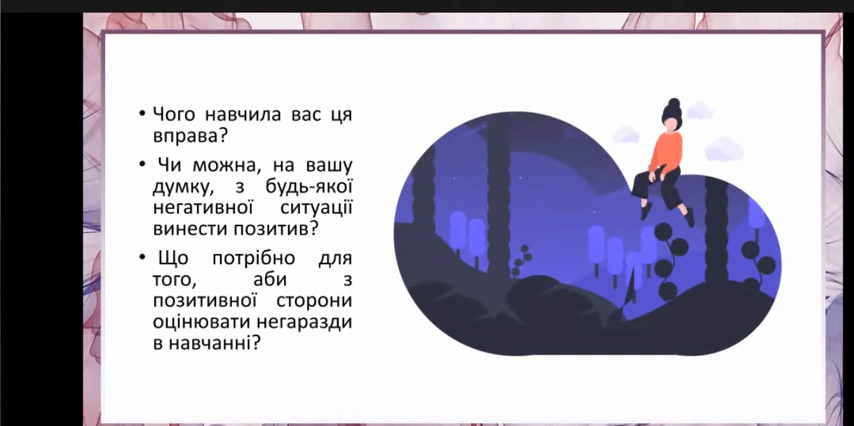 • Чого навчила вас ця
вправа?
• Чи можна, на вашу
думку, з будь-якої
негативної ситуації
винести позитив?
• Що потрібно для
того, аби з
позитивної сторони
оцінювати негаразди
в навчанні?